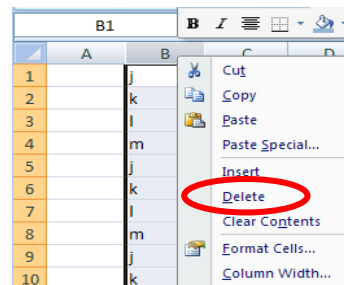 B1 B I
A B C D
1 j Cut
2 k Copy
3 l Paste
4 m Paste Special...
5 j Insert
6 k Delete
7 l Clear Contents
8 m Format Cells...
9 j Column Width...
10 k